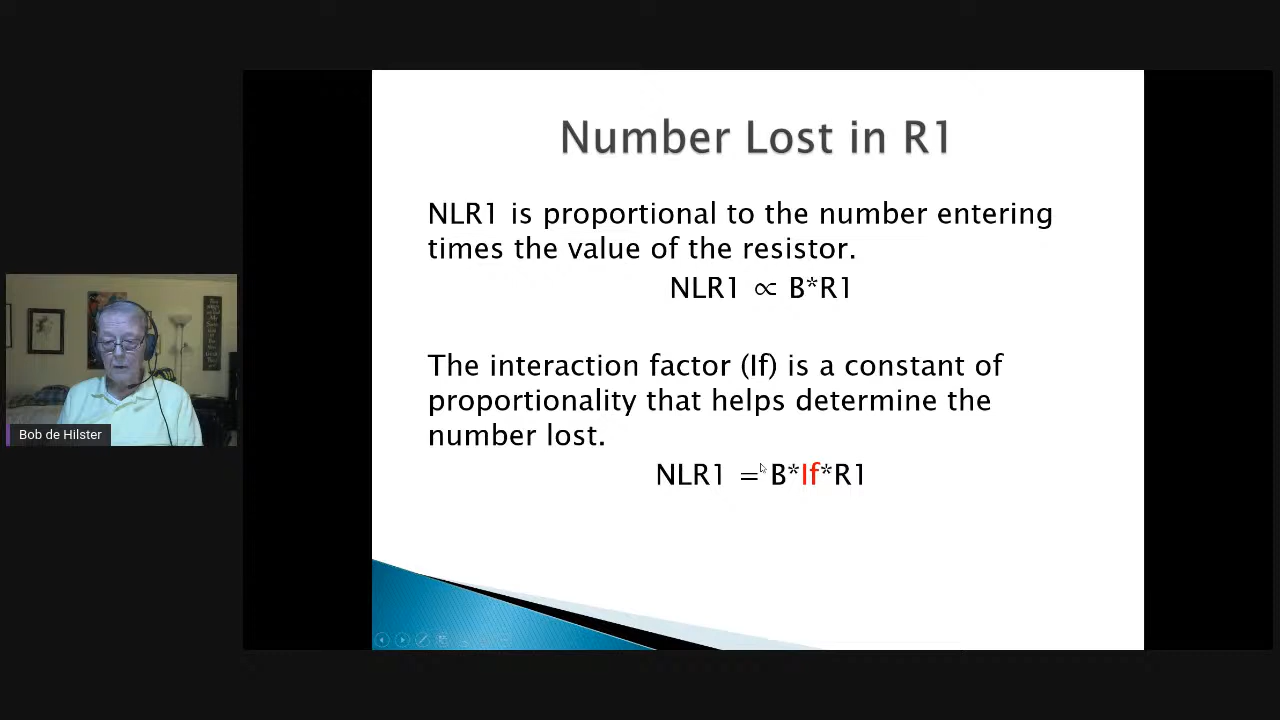 Number Lost in R1
NLR1 is proportional to the number entering
times the value of the resistor.
NLR1 ∝ B*R1
The interaction factor (If) is a constant of
proportionality that helps determine the
number lost.
NLR1 = B*If*R1
Bob de Hilster